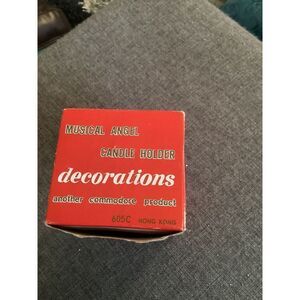 MUSICAL ANGEL
CANDLE HOLDER
decorations
another commodore product
605C HONG KONG